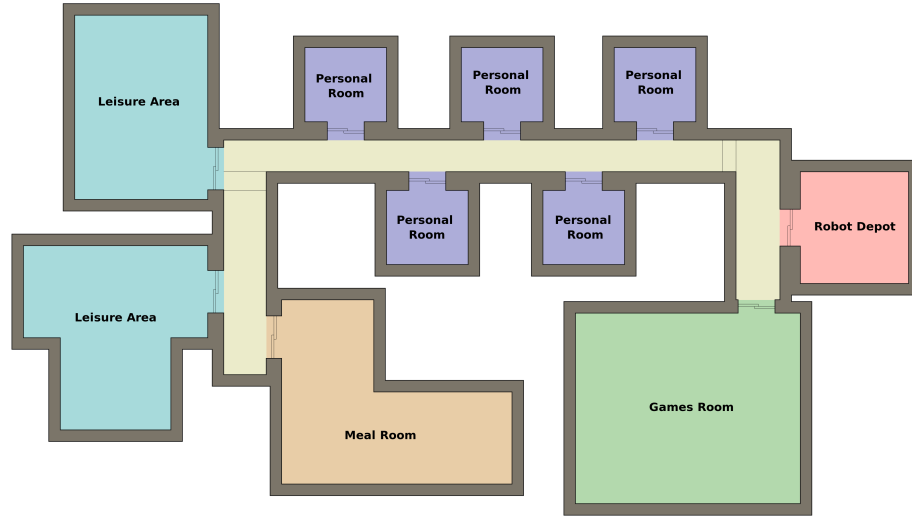 Leisure Area
Personal
Room
Personal
Room
Personal
Room
Personal
Room
Personal
Room
Robot Depot
Leisure Area
Games Room
Meal Room